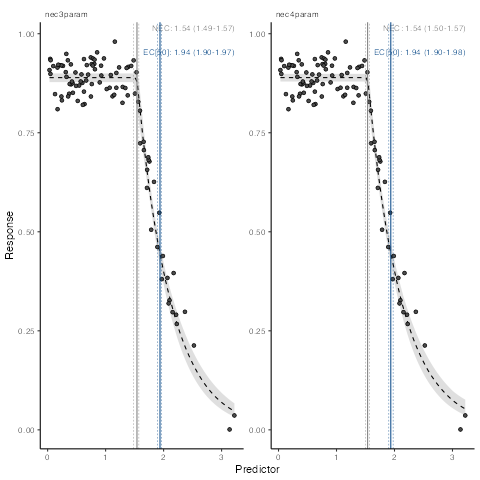 nec3param
nec4param
NEC: 1.54 (1.49-1.57)
NEC: 1.54 (1.50-1.57)
EC(50): 1.94 (1.90-1.97)
EC(50): 1.94 (1.90-1.98)
1.00
0.75
0.50
0.25
0.00
1.00
0.75
0.50
0.25
0.00
Response
0 1 2 3
0 1 2 3
Predictor